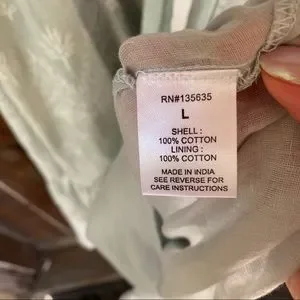 RN#135635
L
SHELL :
100% COTTON
LINING :
100% COTTON
MADE IN INDIA
SEE REVERSE FOR
CARE INSTRUCTIONS